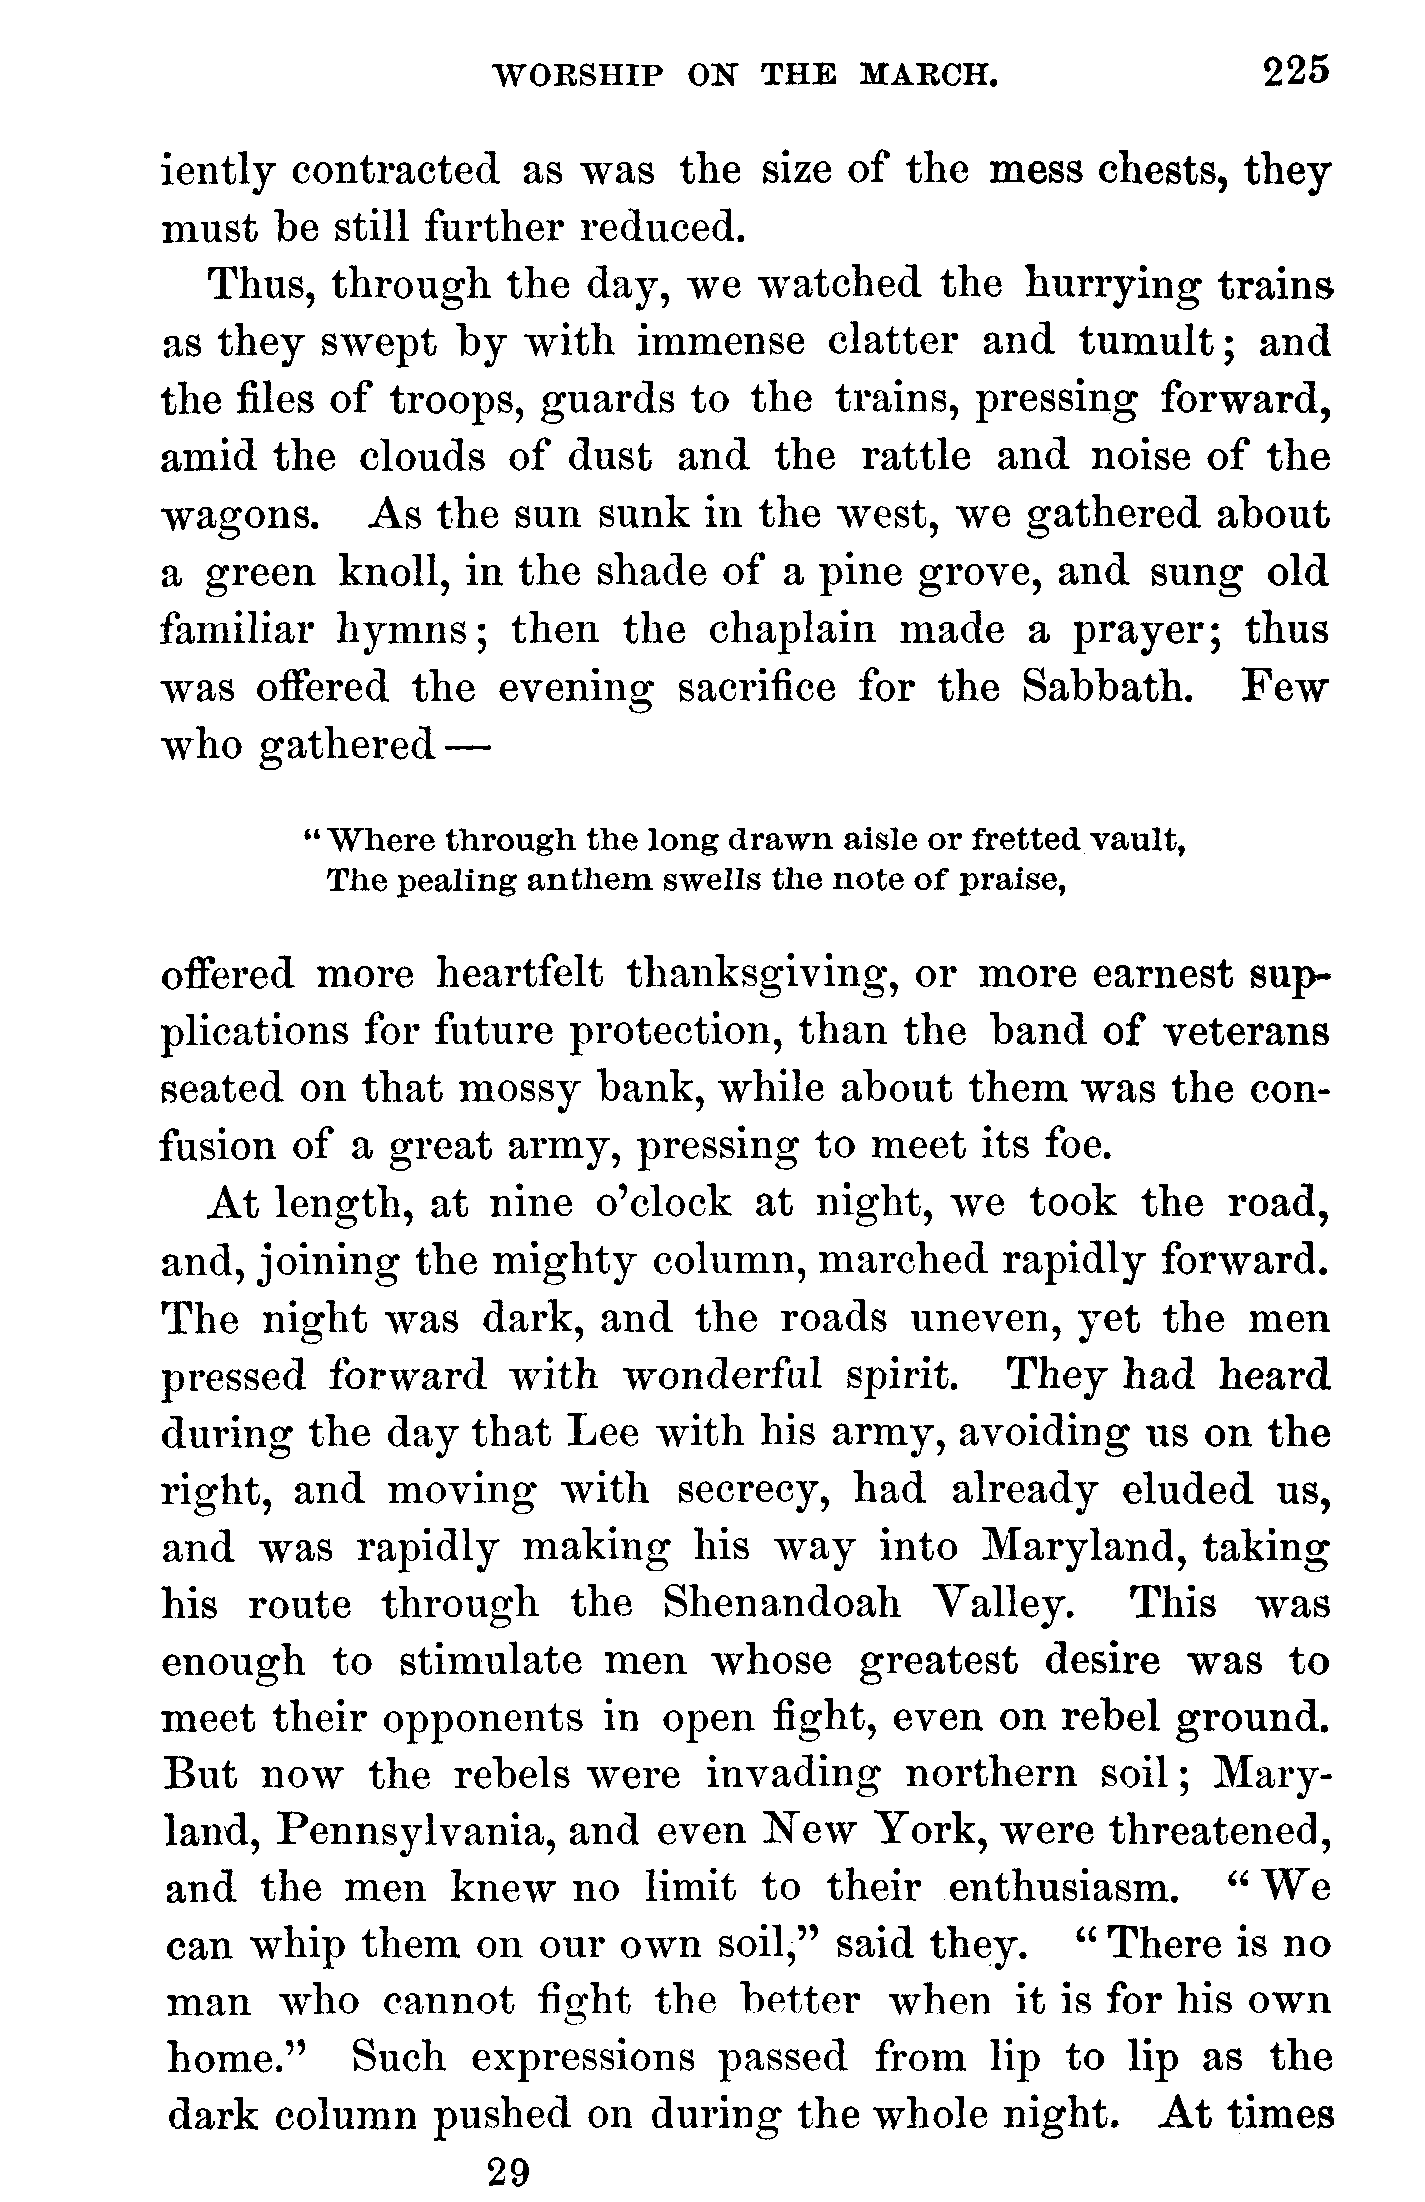 WORSHIP ON THE MARCH. 225
iently contracted as was the size of the mess chests, they
must be still further reduced.
Thus, through the day, we watched the hurrying trains
as they swept by with immense clatter and tumult; and
the files of troops, guards to the trains, pressing forward,
amid the clouds of dust and the rattle and noise of the
wagons. As the sun sunk in the west, we gathered about
a green knoll, in the shade of a pine grove, and sung old
familiar hymns; then the chaplain made a prayer; thus
was offered the evening sacrifice for the Sabbath. Few
who gathered—
"Where through the long drawn aisle or fretted vault,
The pealing anthem swells the note of praise,
offered more heartfelt thanksgiving, or more earnest sup-
plications for future protection, than the band of veterans
seated on that mossy bank, while about them was the con-
fusion of a great army, pressing to meet its foe.
At length, at nine o'clock at night, we took the road,
and, joining the mighty column, marched rapidly forward.
The night was dark, and the roads uneven, yet the men
pressed forward with wonderful spirit. They had heard
during the day that Lee with his army, avoiding us on the
right, and moving with secrecy, had already eluded us,
and was rapidly making his way into Maryland, taking
his route through the Shenandoah Valley. This was
enough to stimulate men whose greatest desire was to
meet their opponents in open fight, even on rebel ground.
But now the rebels were invading northern soil; Mary-
land, Pennsylvania, and even New York, were threatened,
and the men knew no limit to their enthusiasm. "We
can whip them on our own soil," said they. "There is no
man who cannot fight the better when it is for his own
home." Such expressions passed from lip to lip as the
dark column pushed on during the whole night. At times
29